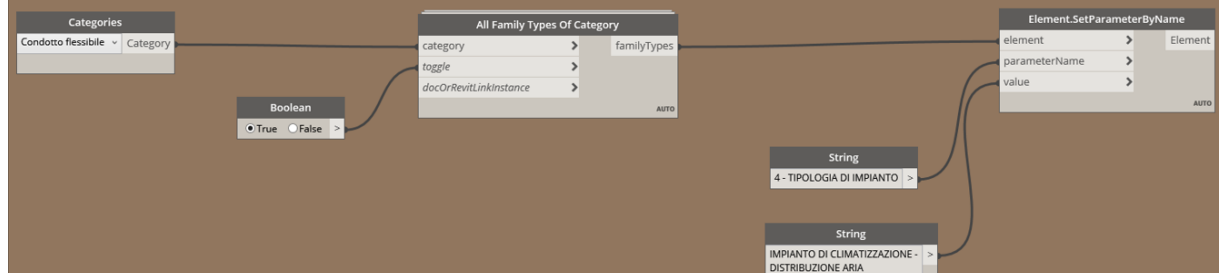 Categories
Condotto flessibile Category
All Family Types Of Category
category > familyTypes
toggle >
docOrRevitLinkInstance >
AUTO
Element.SetParameterByName
element > Element
parameterName >
value >
AUTO
Boolean
True False >
String
4 - TIPOLOGIA DI IMPIANTO >
String
IMPIANTO DI CLIMATIZZAZIONE - >
DISTRIBUZIONE ARIA